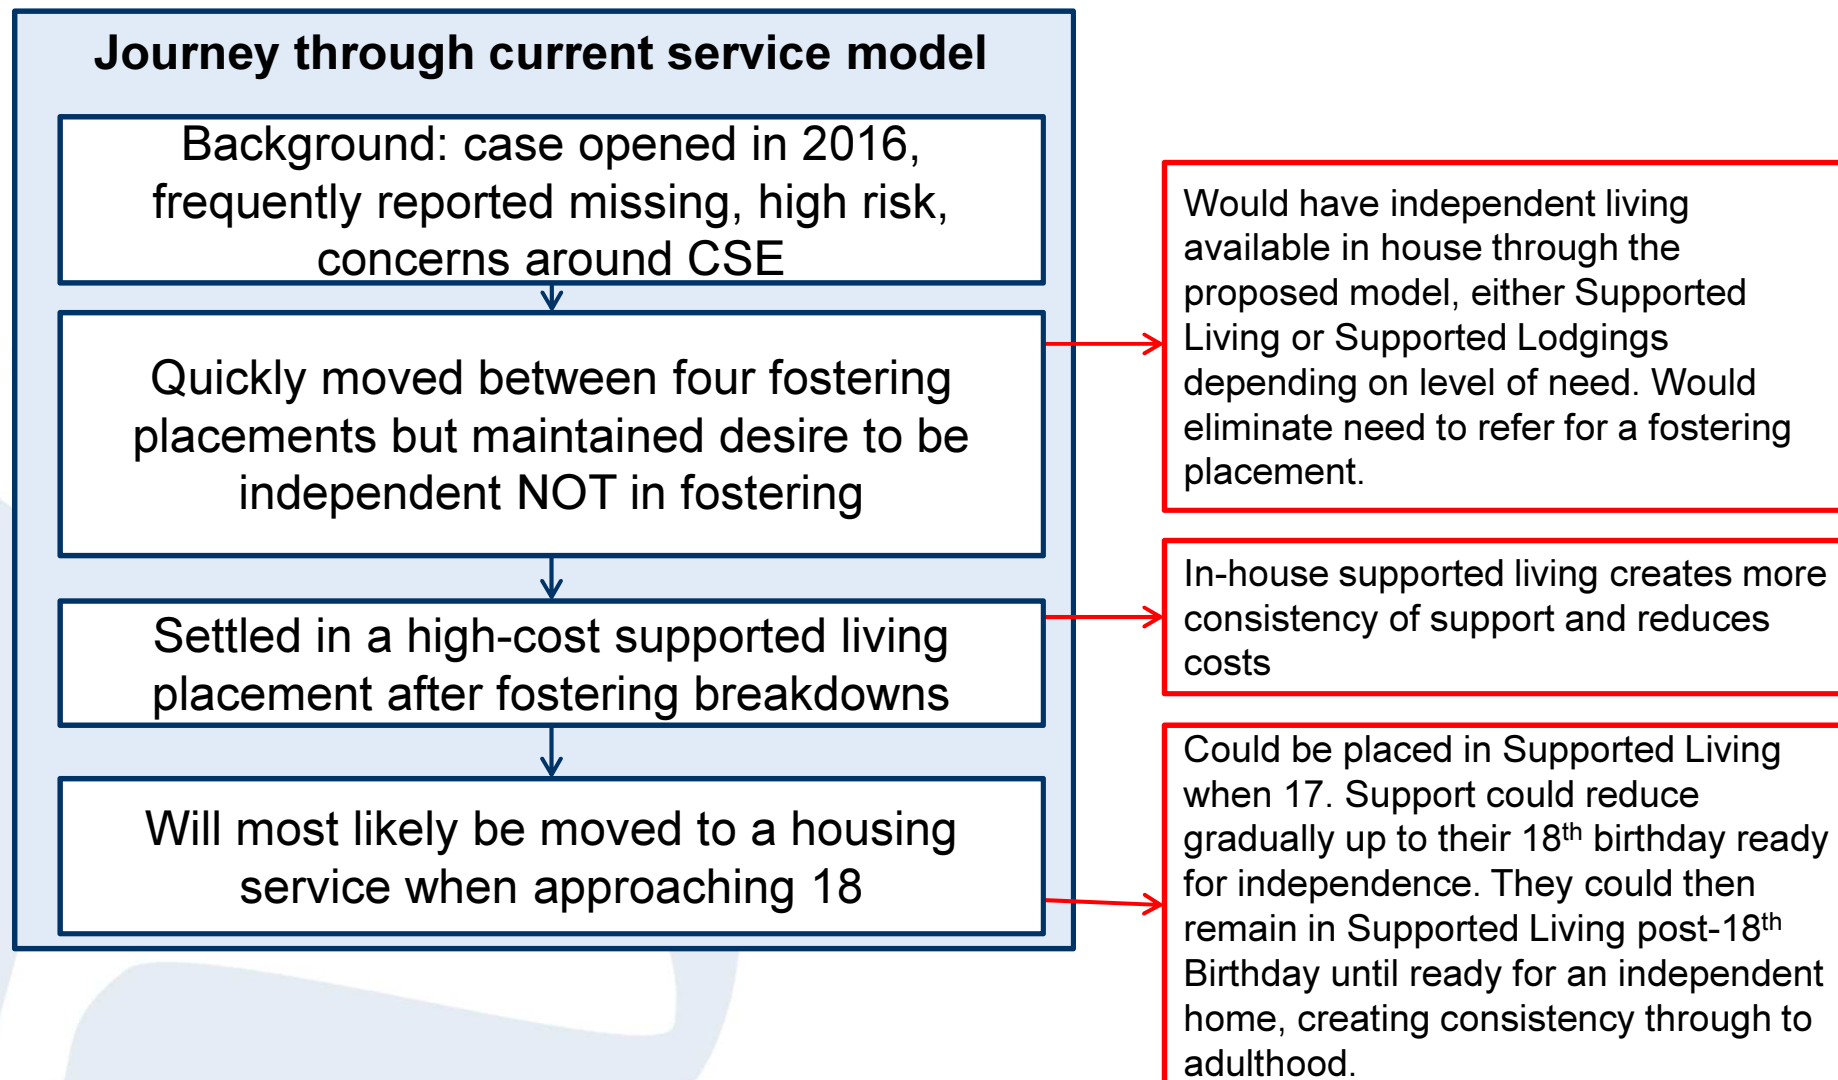 Journey through current service model
Background: case opened in 2016,
frequently reported missing, high risk,
concerns around CSE
Quickly moved between four fostering
placements but maintained desire to be
independent NOT in fostering
Settled in a high-cost supported living
placement after fostering breakdowns
Will most likely be moved to a housing
service when approaching 18
Would have independent living
available in house through the
proposed model, either Supported
Living or Supported Lodgings
depending on level of need. Would
eliminate need to refer for a fostering
placement.
In-house supported living creates more
consistency of support and reduces
costs
Could be placed in Supported Living
when 17. Support could reduce
gradually up to their 18th birthday ready
for independence. They could then
remain in Supported Living post-18th
Birthday until ready for an independent
home, creating consistency through to
adulthood.